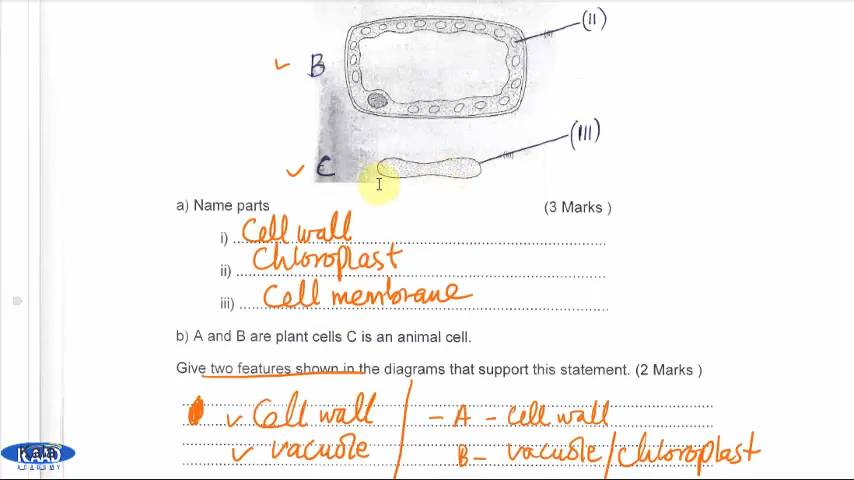 (II)
B
(III)
C
a) Name parts (3 Marks )
i) Cell wall
ii) Chloroplast
iii) Cell membrane
b) A and B are plant cells C is an animal cell.
Give two features shown in the diagrams that support this statement. (2 Marks )
Cell wall – A – cell wall
vacuole B – vacuole/chloroplast
ACADEMY